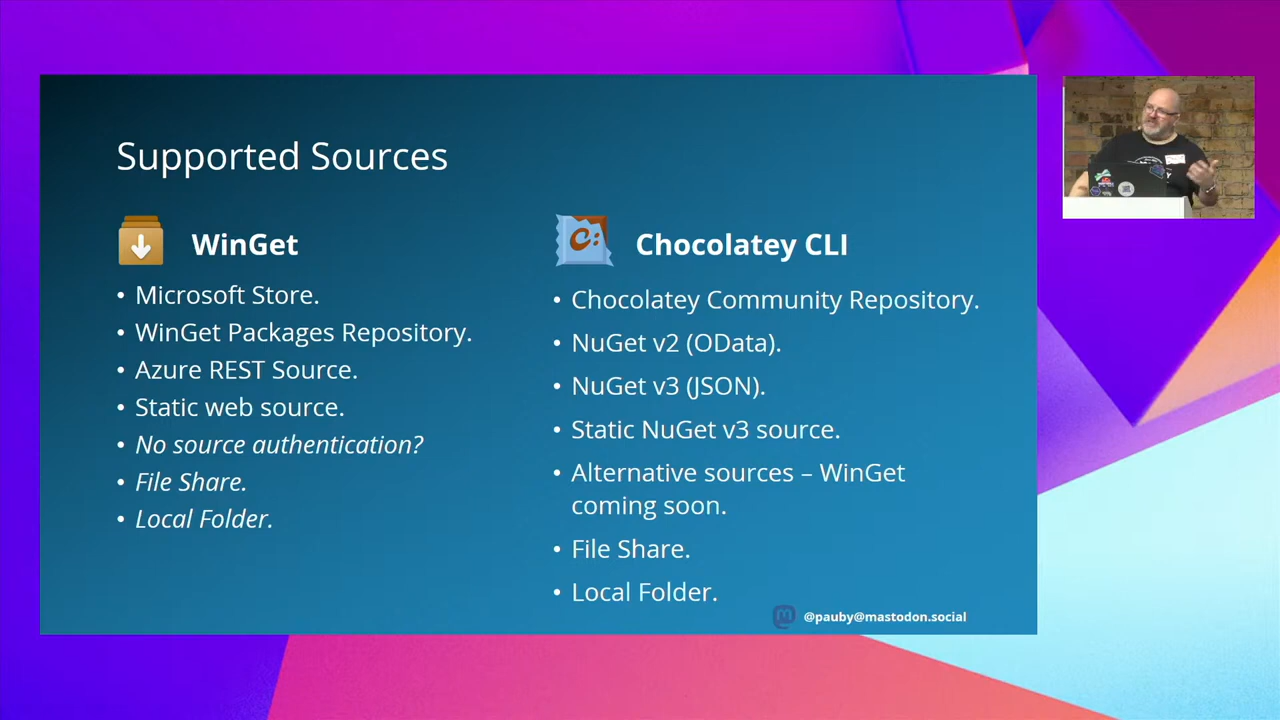 Supported Sources
WinGet
• Microsoft Store.
• WinGet Packages Repository.
• Azure REST Source.
• Static web source.
• No source authentication?
• File Share.
• Local Folder.
C:
Chocolatey CLI
• Chocolatey Community Repository.
• NuGet v2 (OData).
• NuGet v3 (JSON).
• Static NuGet v3 source.
• Alternative sources – WinGet
coming soon.
• File Share.
• Local Folder.
@pauby@mastodon.social